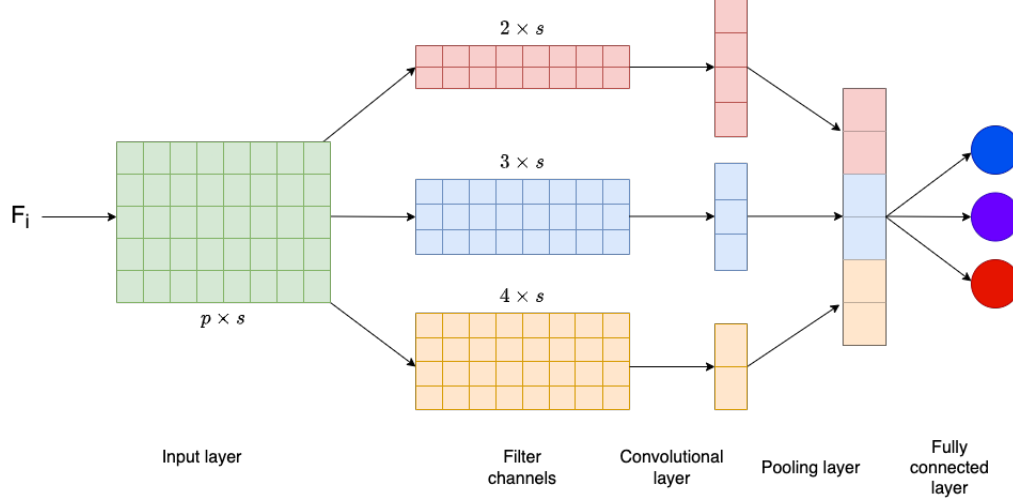 2 × s
3 × s
F_i
4 × s
p × s
Input layer
Filter
channels
Convolutional
layer
Pooling layer
Fully
connected
layer